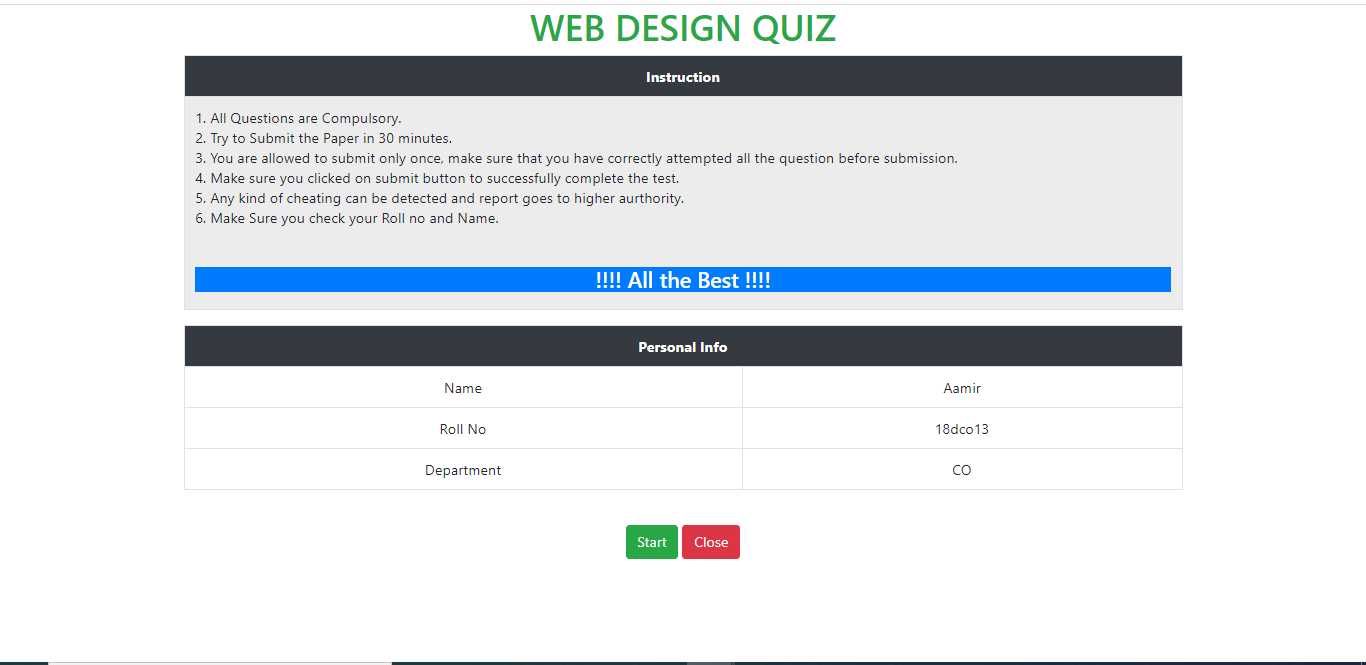 WEB DESIGN QUIZ
Instruction
1. All Questions are Compulsory.
2. Try to Submit the Paper in 30 minutes.
3. You are allowed to submit only once, make sure that you have correctly attempted all the question before submission.
4. Make sure you clicked on submit button to successfully complete the test.
5. Any kind of cheating can be detected and report goes to higher aurthority.
6. Make Sure you check your Roll no and Name.
!!!! All the Best !!!!
Personal Info
Name Aamir
Roll No 18dco13
Department CO
Start Close